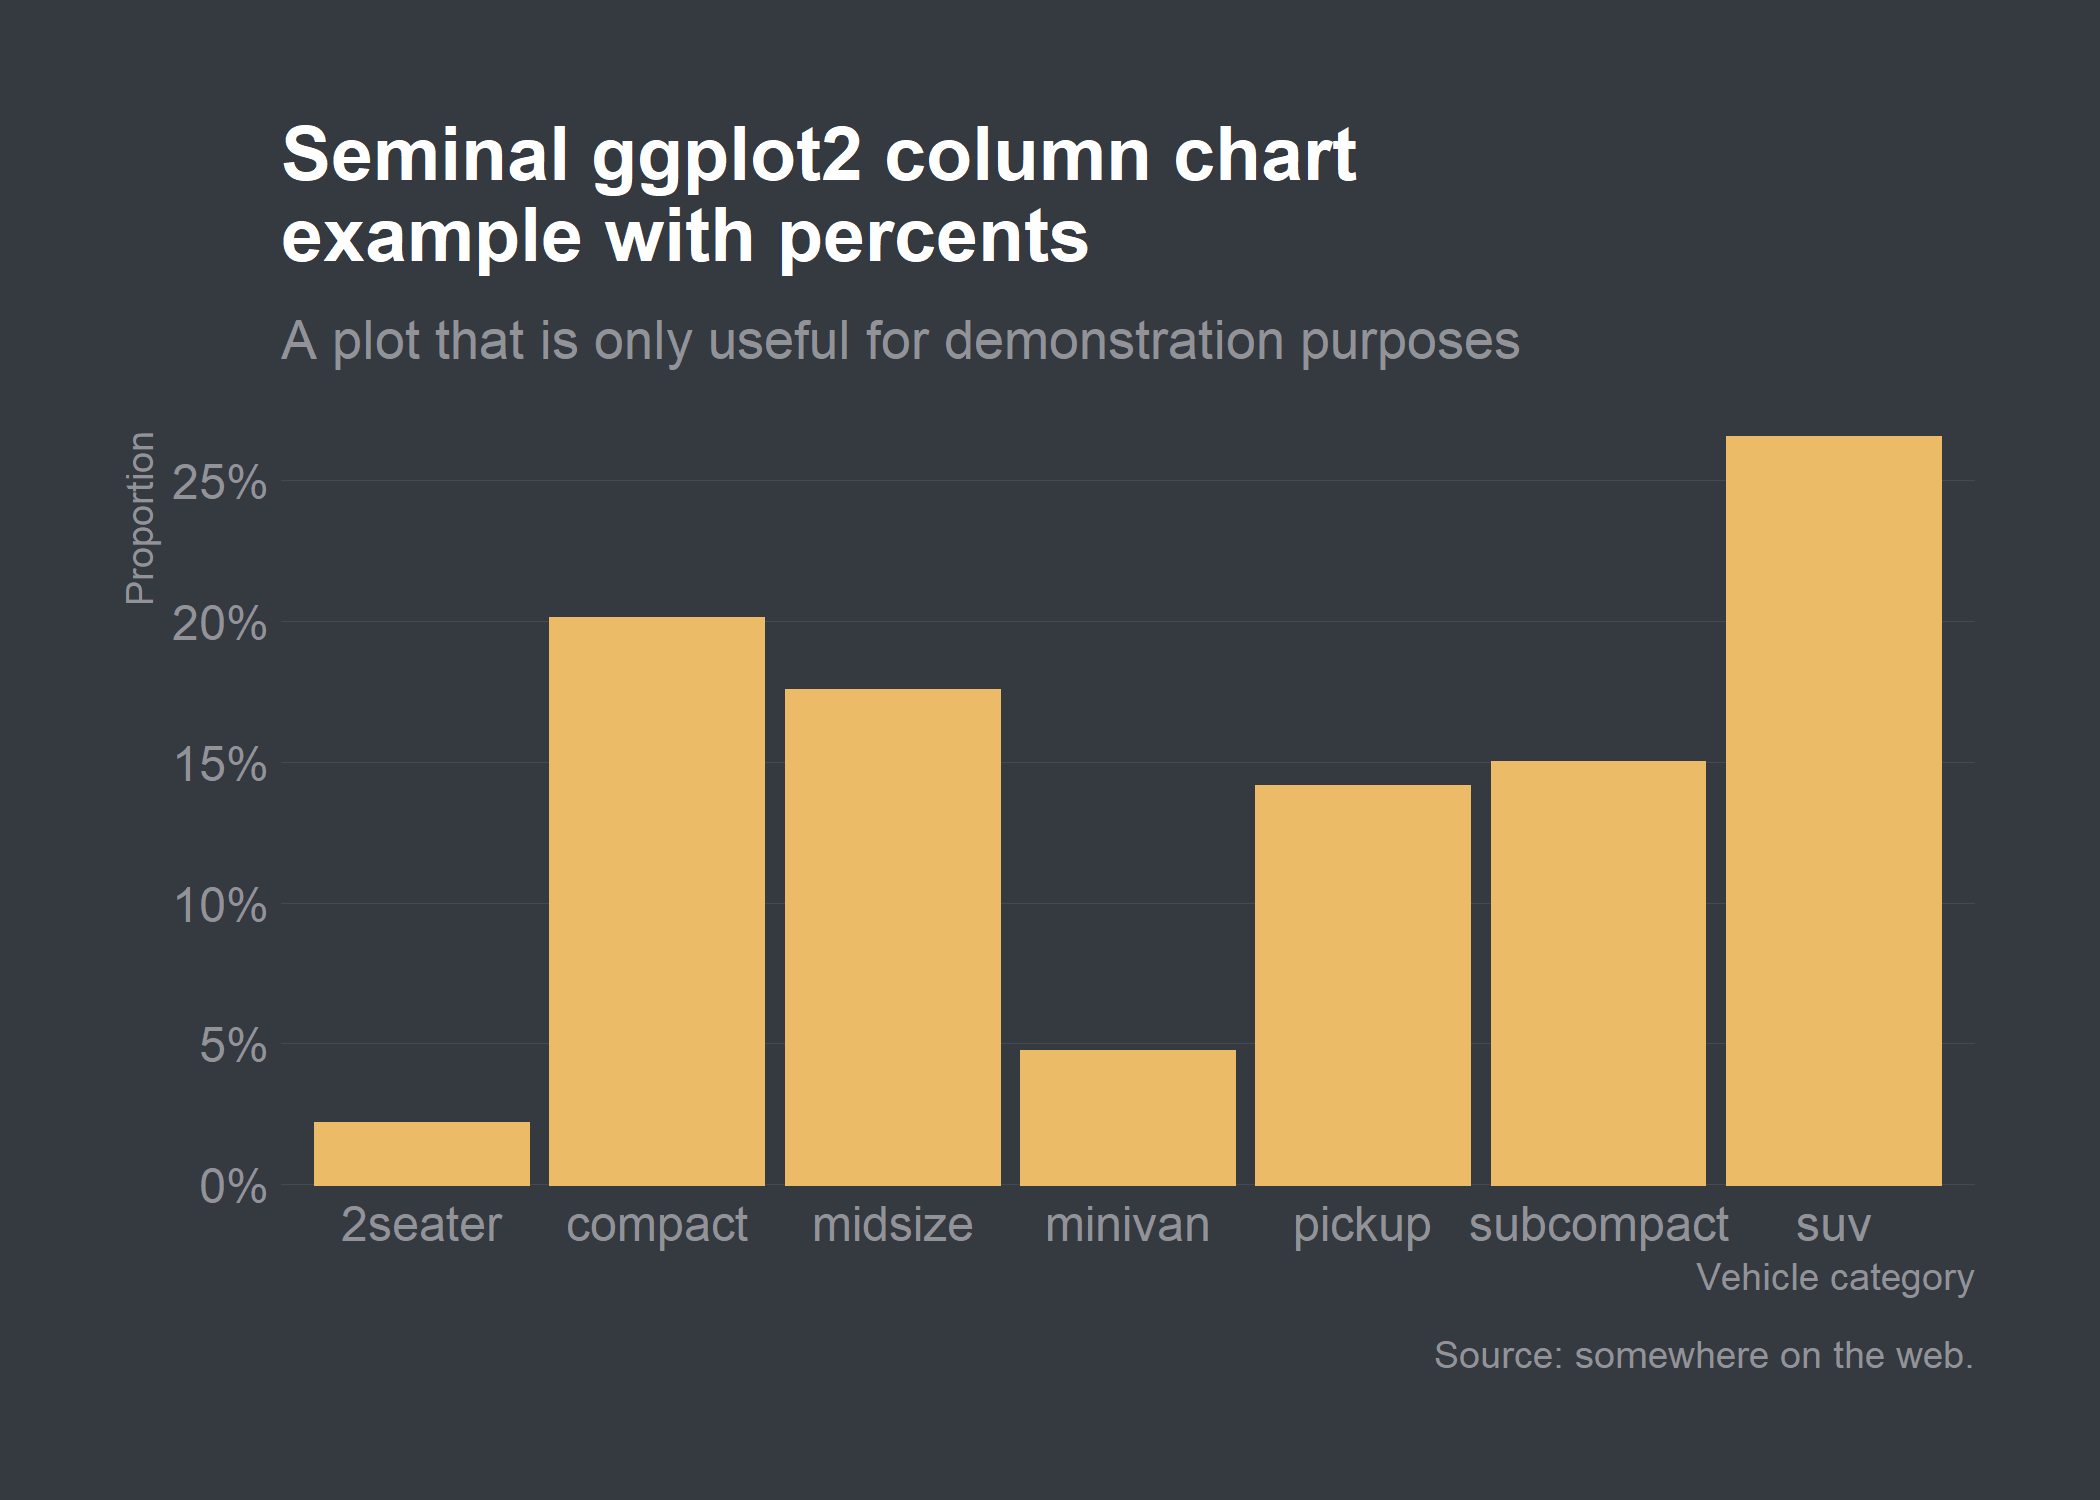 Seminal ggplot2 column chart
example with percents
A plot that is only useful for demonstration purposes
Proportion
25%
20%
15%
10%
5%
0%
2seater compact midsize minivan pickup subcompact suv
Vehicle category
Source: somewhere on the web.